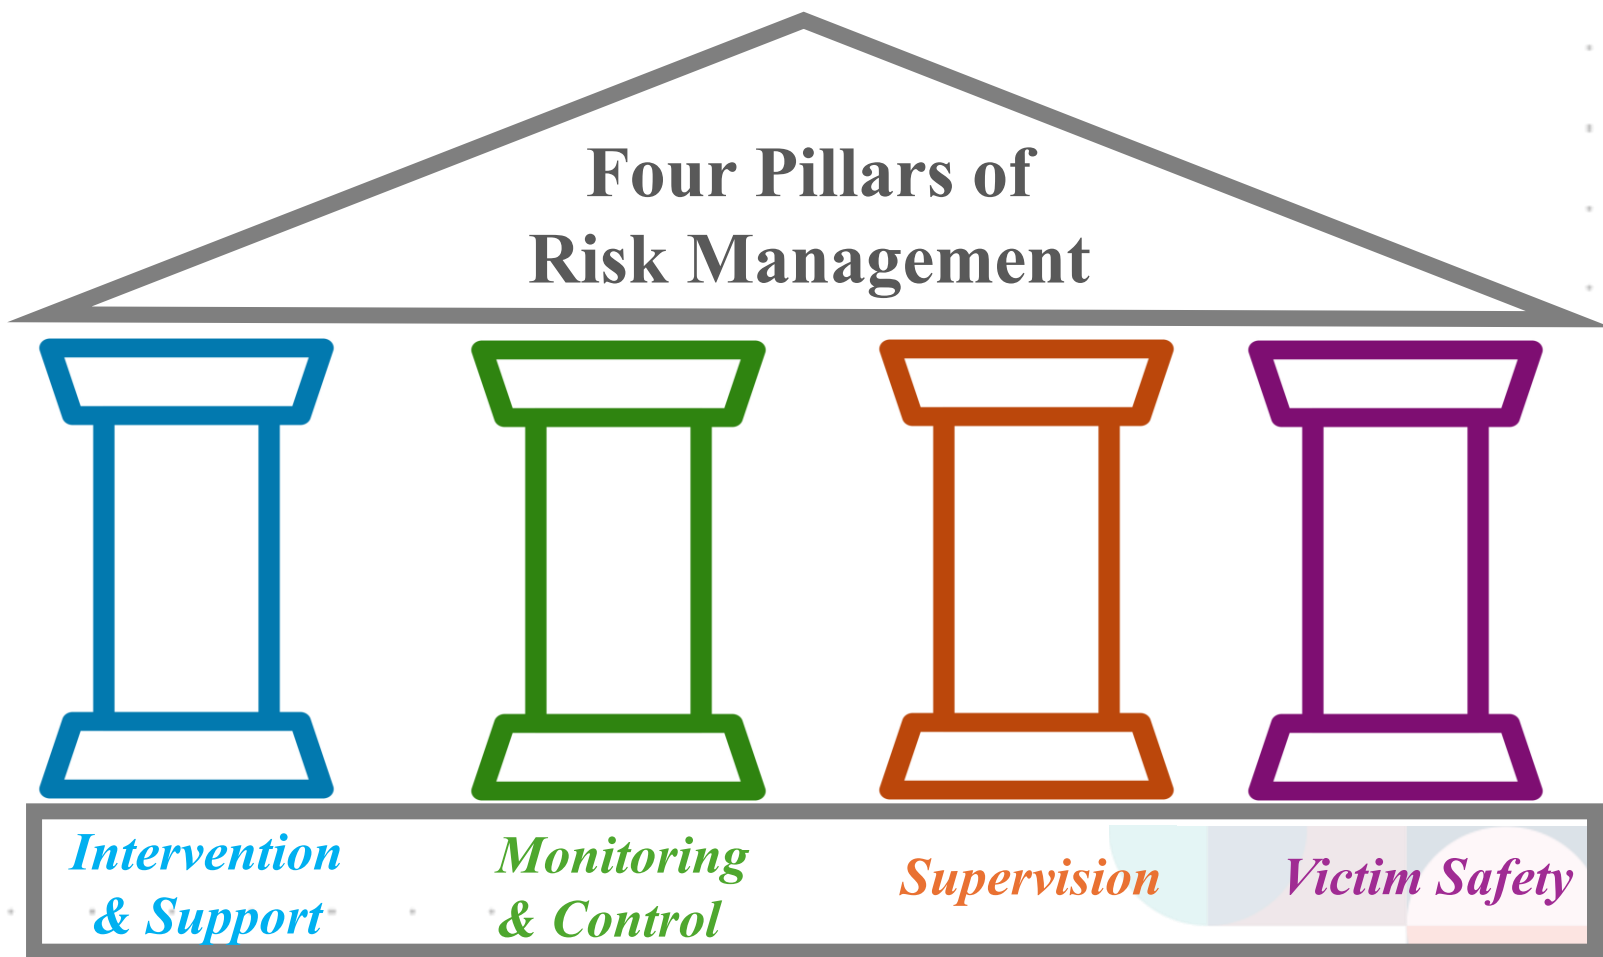 Four Pillars of
Risk Management
Intervention
& Support
Monitoring
& Control
Supervision
Victim Safety